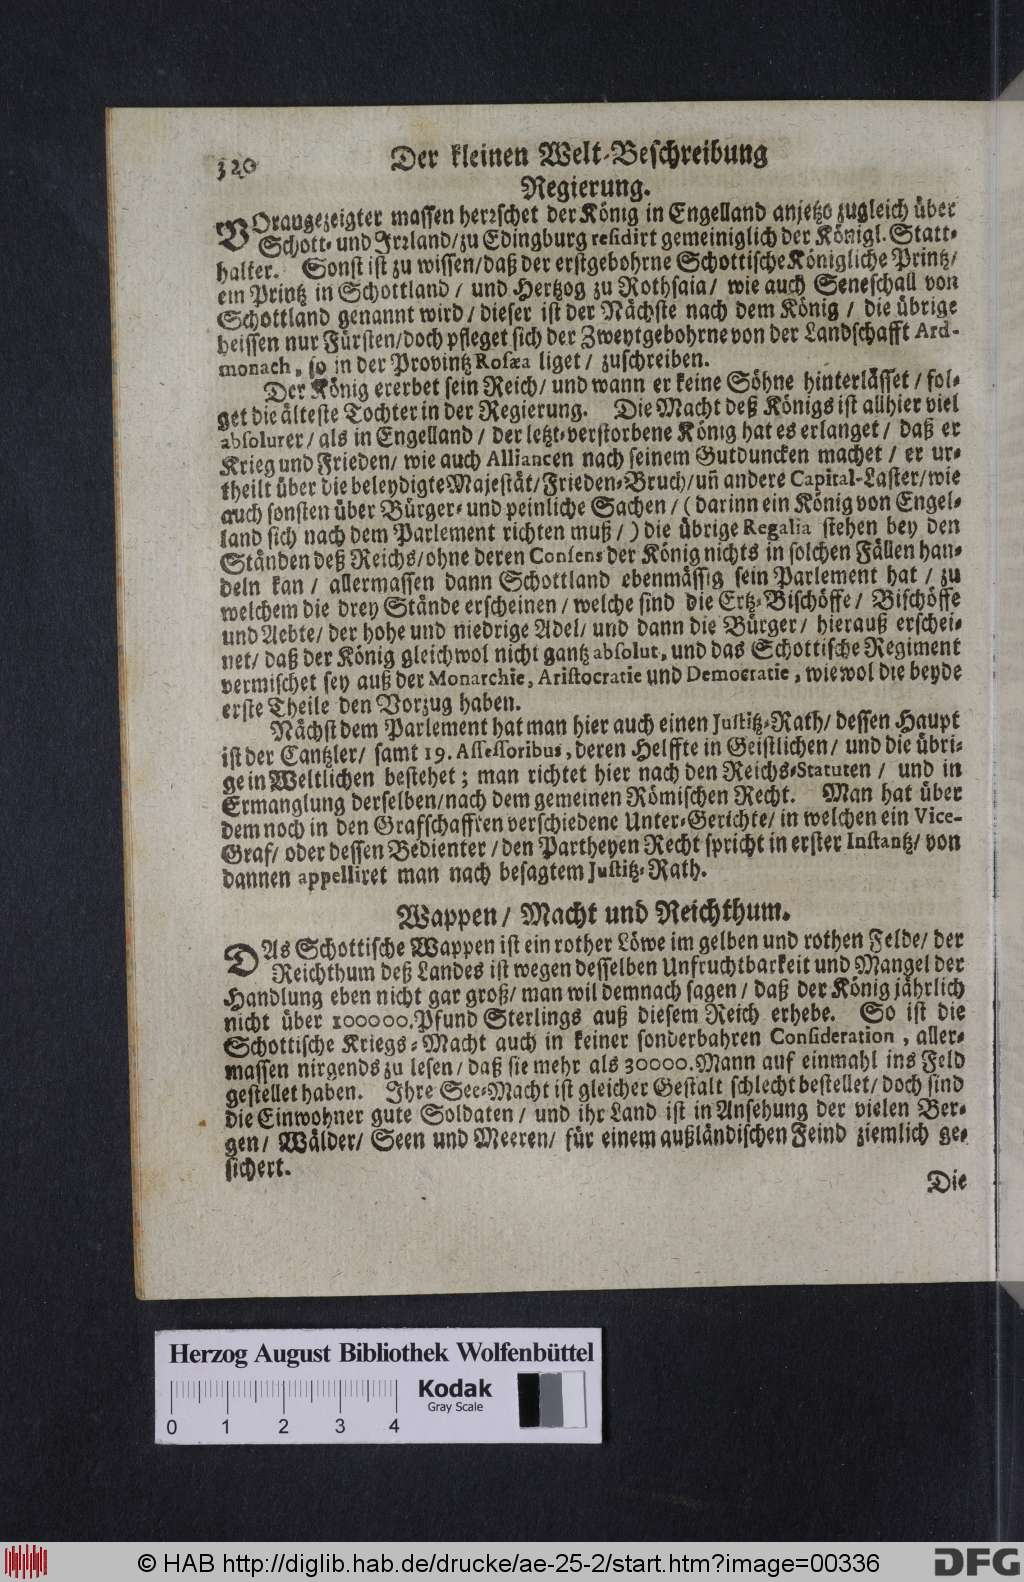 320 Der kleinen Welt-Beschreibung
Regierung.
VOrangezeigter massen herrschet der König in Engelland anjetzo zugleich über
Schott- und Irrland/zu Edingburg residirt gemeiniglich der Königl. Statt-
halter. Sonst ist zu wissen/daß der erstgebohrne Schottische Königliche Printz/
ein Printz in Schottland/ und Hertzog zu Rothsaia/ wie auch Seneschall von
Schottland genannt wird/dieser ist der Nächste nach dem König/ die übrige
heissen nur Fürsten/doch pfleget sich der Zweytgebohrne von der Landschafft Ard-
monach, so in der Provintz Rosæa liget/ zuschreiben.
Der König ererbet sein Reich/ und wann er keine Söhne hinterlässet/ fol-
get die älteste Tochter in der Regierung. Die Macht deß Königs ist allhier viel
absoluter/ als in Engelland/ der letzt-verstorbene König hat es erlanget/ daß er
Krieg und Frieden/ wie auch Alliancen nach seinem Gutduncken machet/ er ur-
theilt über die beleydigte Majestät/Frieden-Bruch/uñ andere Capital-Laster/wie
auch sonsten über Bürger- und peinliche Sachen/(darinn ein König von Engel-
land sich nach dem Parlement richten muß/) die übrige Regalia stehen bey den
Ständen deß Reichs/ohne deren Consens der König nichts in solchen Fällen han-
deln kan/ allermassen dann Schottland ebenmässig sein Parlement hat/ zu
welchem die drey Stände erscheinen/welche sind die Ertz-Bischöffe/ Bischöffe
und Aebte/ der hohe und niedrige Adel/ und dann die Bürger/ hierauß erschei-
net/ daß der König gleichwol nicht gantz absolut, und das Schottische Regiment
vermischet sey auß der Monarchie, Aristocratie und Democratie, wiewol die beyde
erste Theile den Vorzug haben.
Nächst dem Parlement hat man hier auch einen Justitz-Rath/ dessen Haupt
ist der Cantzler/ samt 19. Assessoribus, deren Helffte in Geistlichen/ und die übri-
ge in Weltlichen bestehet; man richtet hier nach den Reichs-Statuten/ und in
Ermanglung derselben/nach dem gemeinen Römischen Recht. Man hat über
dem noch in den Grafschafften verschiedene Unter-Gerichte/ in welchen ein Vice-
Graf/ oder dessen Bedienter/den Partheyen Recht spricht in erster Instantz/ von
dannen appelliret man nach besagtem Justitz-Rath.
Wappen/ Macht und Reichthum.
DAs Schottische Wappen ist ein rother Löwe im gelben und rothen Felde/ der
Reichthum deß Landes ist wegen desselben Unfruchtbarkeit und Mangel der
Handlung eben nicht gar groß/ man wil demnach sagen/ daß der König jährlich
nicht über 100000. Pfund Sterlings auß diesem Reich erhebe. So ist die
Schottische Kriegs-Macht auch in keiner sonderbahren Consideration, aller-
massen nirgends zu lesen/ daß sie mehr als 30000. Mann auf einmahl ins Feld
gestellet haben. Ihre See-Macht ist gleicher Gestalt schlecht bestellet/ doch sind
die Einwohner gute Soldaten/ und ihr Land ist in Ansehung der vielen Ber-
gen/ Wälder/ Seen und Meeren/ für einem außländischen Feind ziemlich ge-
sichert.
Die
Herzog August Bibliothek Wolfenbüttel
Kodak
Gray Scale
0 1 2 3 4
© HAB http://diglib.hab.de/drucke/ae-25-2/start.htm?image=00336
DFG